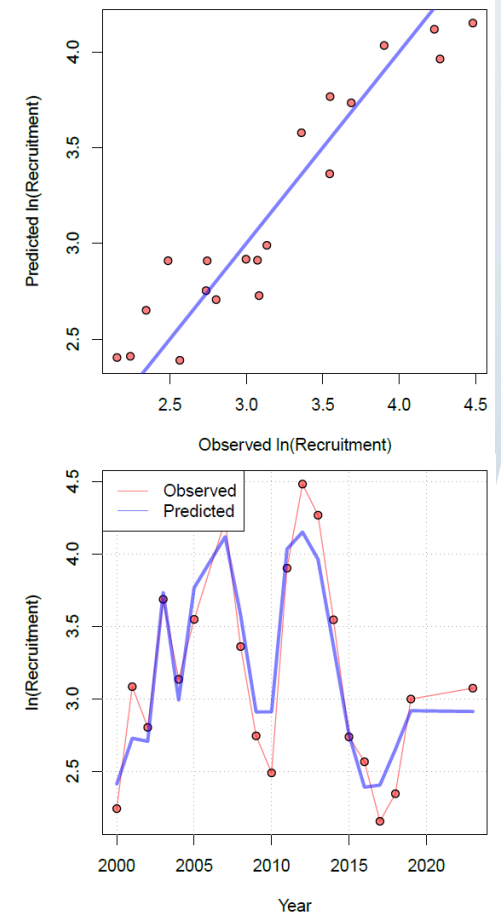 Predicted ln(Recruitment)
4.0
3.5
3.0
2.5
2.5 3.0 3.5 4.0 4.5
Observed ln(Recruitment)
ln(Recruitment)
4.5
4.0
3.5
3.0
2.5
Observed
Predicted
2000 2005 2010 2015 2020
Year